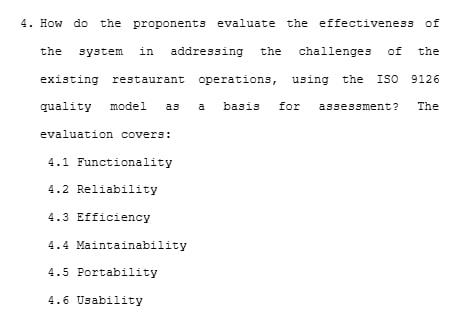 4. How do the proponents evaluate the effectiveness of
the system in addressing the challenges of the
existing restaurant operations, using the ISO 9126
quality model as a basis for assessment? The
evaluation covers:
4.1 Functionality
4.2 Reliability
4.3 Efficiency
4.4 Maintainability
4.5 Portability
4.6 Usability